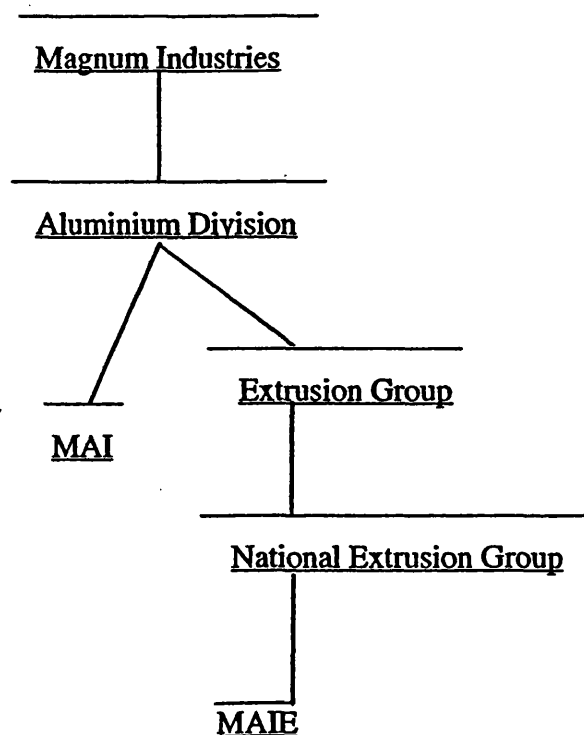 Magnum Industries
Aluminium Division
Extrusion Group
MAI
National Extrusion Group
MAIE